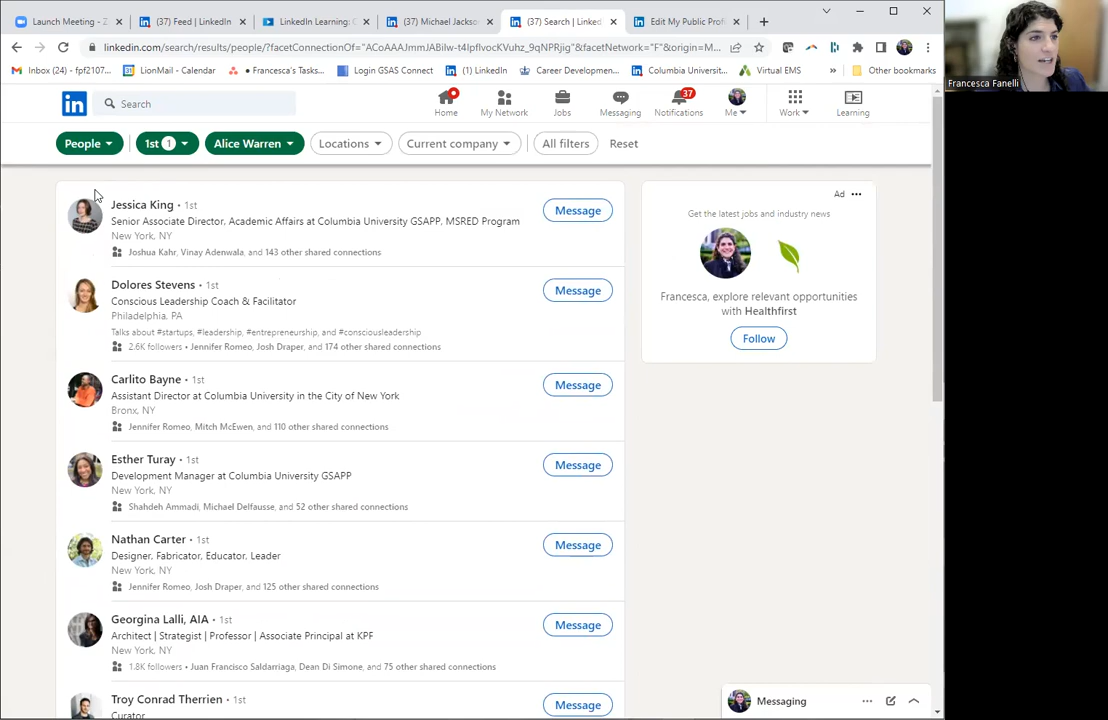 Launch Meeting - Z
(37) Feed | LinkedIn
LinkedIn Learning: C
(37) Michael Jackso
(37) Search | Linked
Edit My Public Prof
linkedin.com/search/results/people/?facetConnectionOf="ACoAAAJmmJABiIw-t4IpfIvocKVuhz_9qNPRjig"&facetNetwork="F"&origin=M...
Inbox (24) - fpf2107...
LionMail - Calendar
Francesca's Tasks...
Login GSAS Connect
(1) LinkedIn
Career Developmen...
Columbia Universit...
Virtual EMS
Other bookmarks
Francesca Fanelli
in
Search
Home
My Network
Jobs
Messaging
37
Notifications
Me
Work
Learning
People
1st 1
Alice Warren
Locations
Current company
All filters
Reset
Jessica King • 1st
Senior Associate Director, Academic Affairs at Columbia University GSAPP, MSRED Program
New York, NY
Joshua Kahr, Vinay Adenwala, and 143 other shared connections
Message
Dolores Stevens • 1st
Conscious Leadership Coach & Facilitator
Philadelphia, PA
Talks about #startups, #leadership, #entrepreneurship, and #consciousleadership
2.6K followers • Jennifer Romeo, Josh Draper, and 174 other shared connections
Message
Carlito Bayne • 1st
Assistant Director at Columbia University in the City of New York
Bronx, NY
Jennifer Romeo, Mitch McEwen, and 110 other shared connections
Message
Esther Turay • 1st
Development Manager at Columbia University GSAPP
New York, NY
Shahdeh Ammadi, Michael Delfausse, and 52 other shared connections
Message
Nathan Carter • 1st
Designer, Fabricator, Educator, Leader
New York, NY
Jennifer Romeo, Josh Draper, and 125 other shared connections
Message
Georgina Lalli, AIA • 1st
Architect | Strategist | Professor | Associate Principal at KPF
New York, NY
1.8K followers • Juan Francisco Saldarriaga, Dean Di Simone, and 75 other shared connections
Message
Troy Conrad Therrien • 1st
Curator
Message
Ad
Get the latest jobs and industry news
Francesca, explore relevant opportunities
with Healthfirst
Follow
Messaging